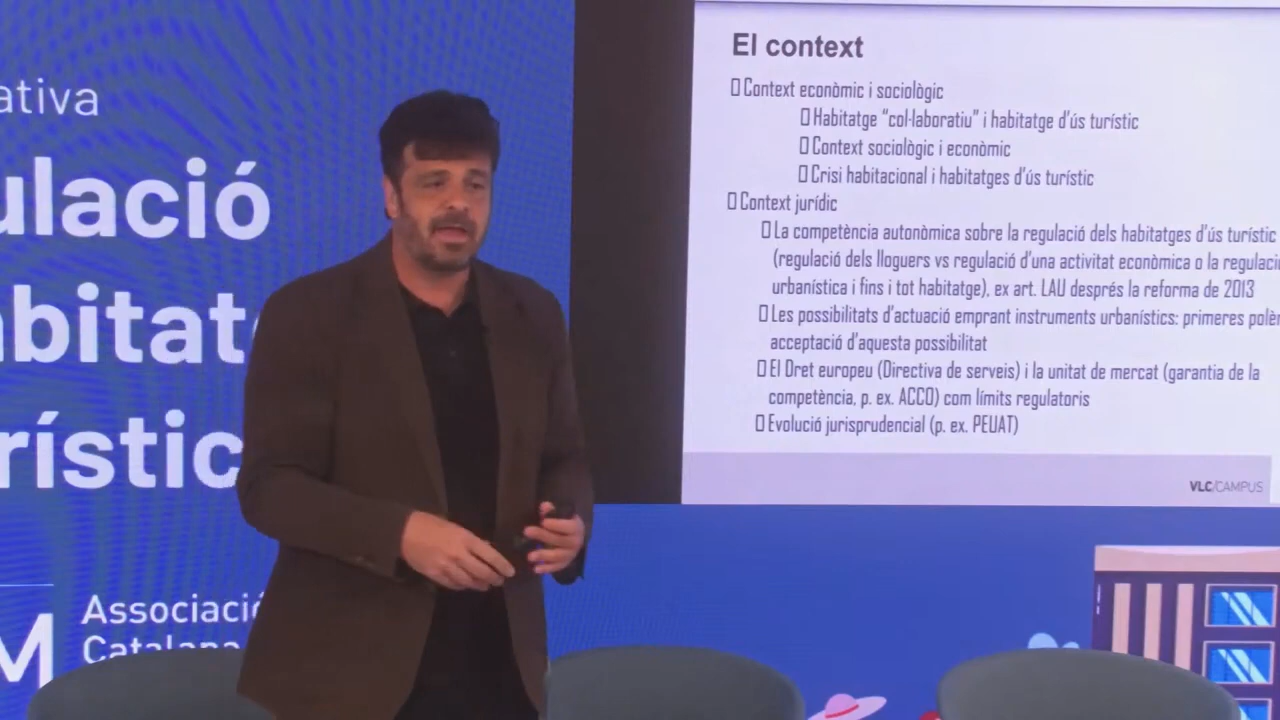 ativa
ulació
abitat
rístic
M
Associació
Catalana
El context
Context econòmic i sociològic
Habitatge “col·laboratiu” i habitatge d’ús turístic
Context sociològic i econòmic
Crisi habitacional i habitatges d’ús turístic
Context jurídic
La competència autonòmica sobre la regulació dels habitatges d’ús turístic
(regulació dels lloguers vs regulació d’una activitat econòmica o la regulació
urbanística i fins i tot habitatge), ex art. LAU després la reforma de 2013
Les possibilitats d’actuació emprant instruments urbanístics: primeres
acceptació d’aquesta possibilitat
El Dret europeu (Directiva de serveis) i la unitat de mercat (garantia de la
competència, p. ex. ACCO) com límits regulatoris
Evolució jurisprudencial (p. ex. PEUAT)
VLC/CAMPUS